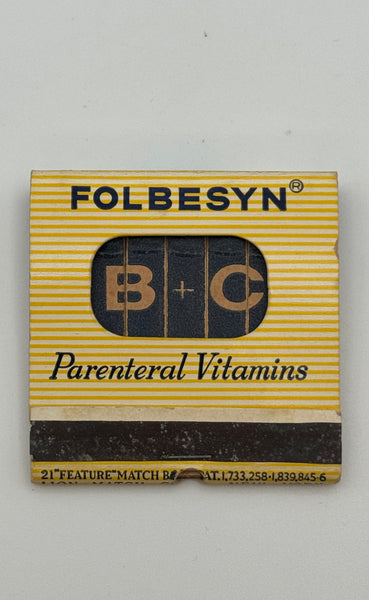 FOLBESYN®
B + C
Parenteral Vitamins
21 "FEATURE" MATCH PAT. 1,733,258-1,839,845-6